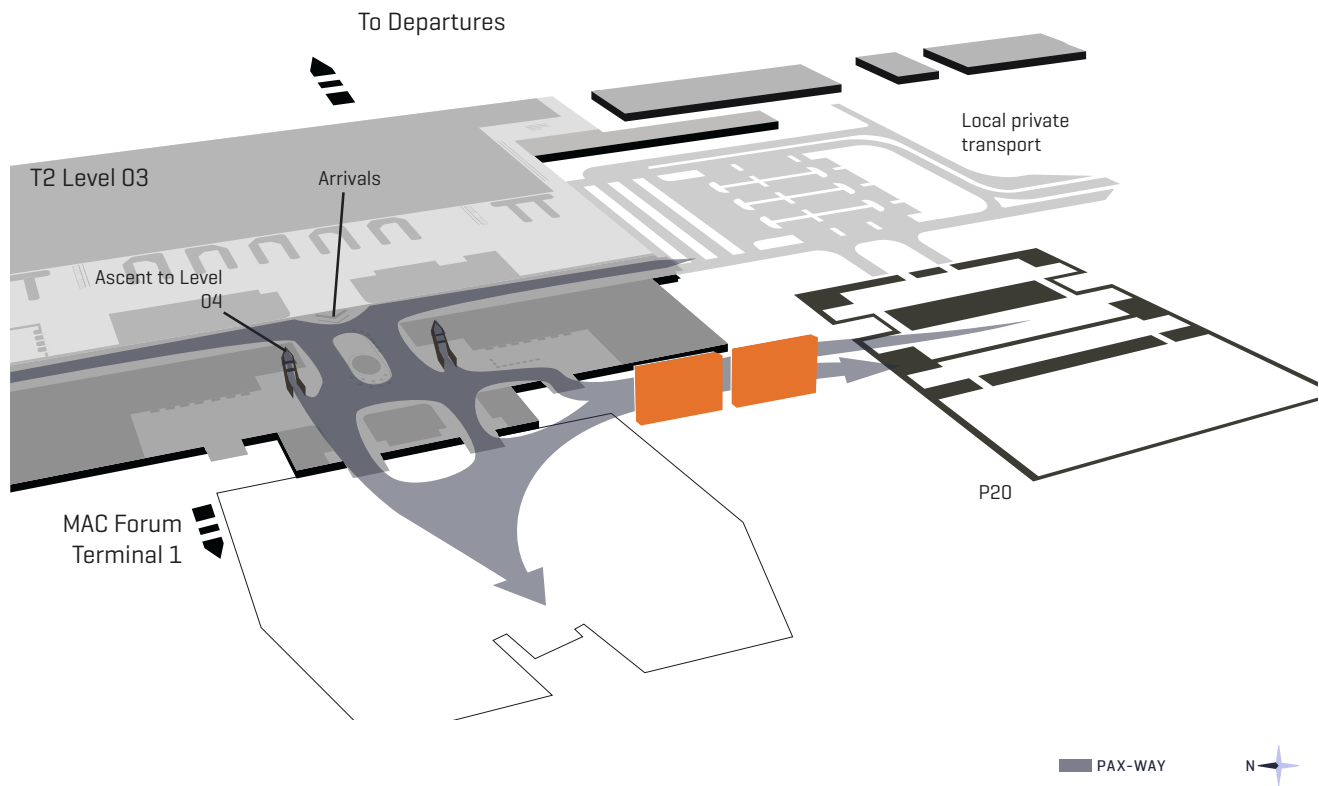 To Departures
Local private
transport
T2 Level 03
Arrivals
Ascent to Level
04
P20
MAC Forum
Terminal 1
PAX-WAY
N